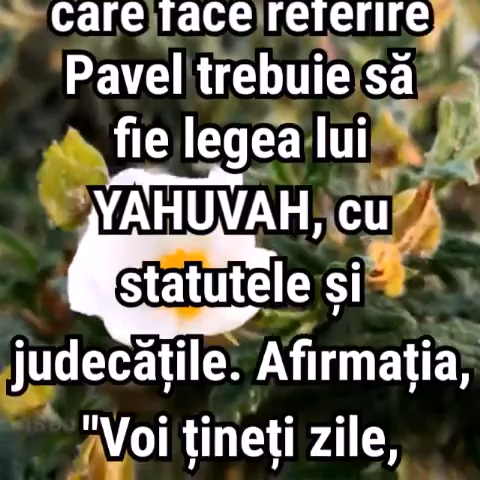 care face referire
Pavel trebuie să
fie legea lui
YAHUVAH, cu
statutele și
judecățile. Afirmația,
"Voi țineți zile,